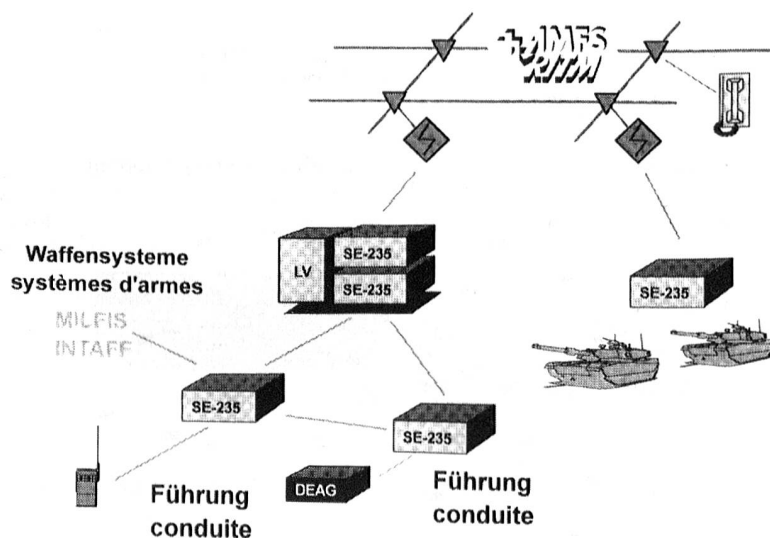 IMFS
RITM
LV
SE-235
SE-235
Waffensysteme
systèmes d'armes
MILFIS
INTAFF
SE-235
SE-235
SE-235
DEAG
Führung
conduite
Führung
conduite